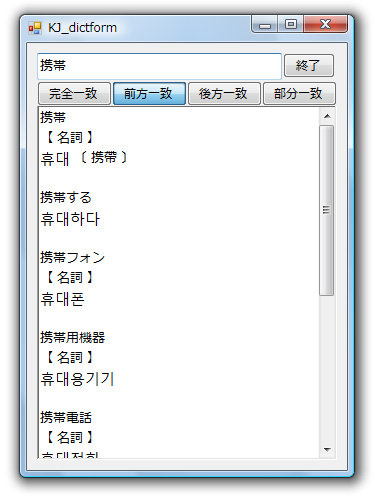 KJ_dictform
携帯
終了
完全一致 前方一致 後方一致 部分一致
携帯
【 名詞 】
휴대 〔 携帶 〕
携帯する
휴대하다
携帯フォン
【 名詞 】
휴대폰
携帯用機器
【 名詞 】
휴대용기기
携帯電話
【 名詞 】